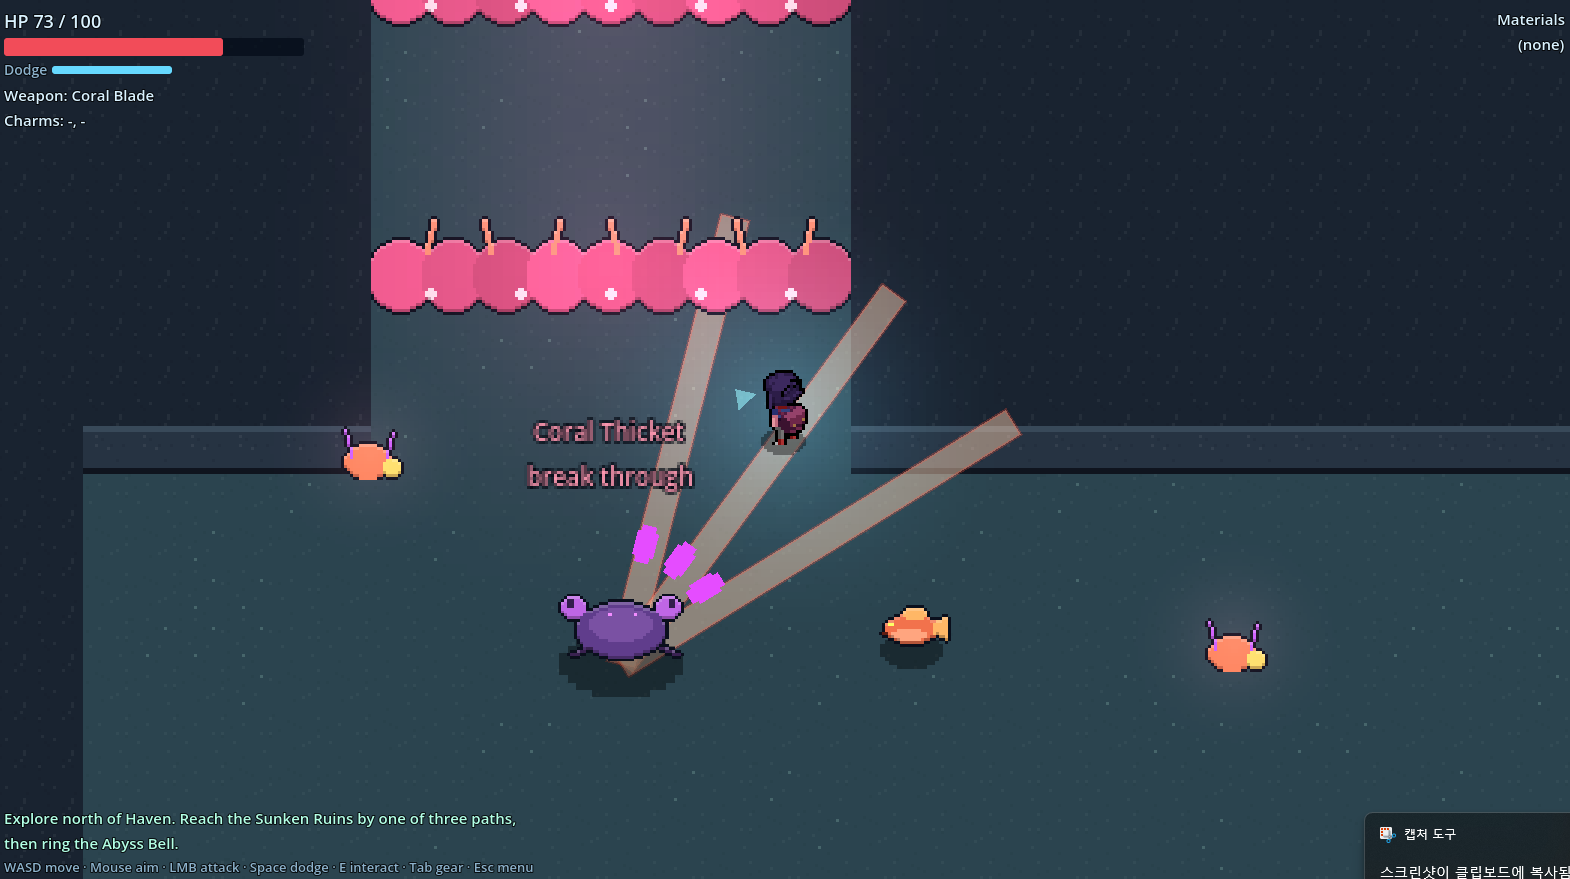 HP 73 / 100
Materials
(none)
Dodge
Weapon: Coral Blade
Charms: -, -
Coral Thicket
break through
Explore north of Haven. Reach the Sunken Ruins by one of three paths,
then ring the Abyss Bell.
WASD move · Mouse aim · LMB attack · Space dodge · E interact · Tab gear · Esc menu
캡처 도구
스크린샷이 클립보드에 복사됨